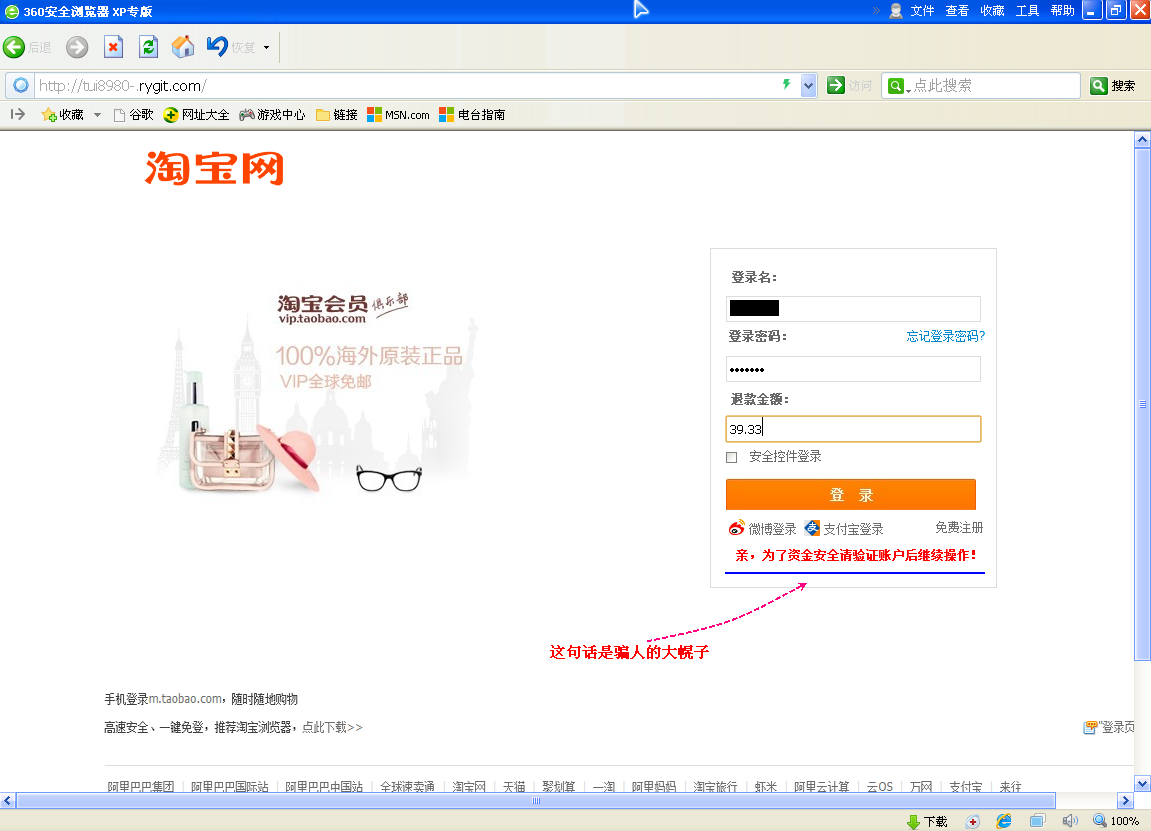 360安全浏览器 XP专版
» 文件 查看 收藏 工具 帮助
后退 恢复
http://tui8980-.rygit.com/ 访问 点此搜索 搜索
收藏 谷歌 网址大全 游戏中心 链接 MSN.com 电台指南
淘宝网
登录名：
淘宝会员 俱乐部
vip.taobao.com
登录密码： 忘记登录密码?
100%海外原装正品
VIP全球免邮
•••••••
退款金额：
39.33
安全控件登录
登 录
微博登录 支付宝登录 免费注册
亲，为了资金安全请验证账户后继续操作！
这句话是骗人的大幌子
手机登录m.taobao.com，随时随地购物
高速安全、一键免登，推荐淘宝浏览器，点此下载>>
"登录页
阿里巴巴集团 | 阿里巴巴国际站 | 阿里巴巴中国站 | 全球速卖通 | 淘宝网 | 天猫 | 聚划算 | 一淘 | 阿里妈妈 | 淘宝旅行 | 虾米 | 阿里云计算 | 云OS | 万网 | 支付宝 | 来往
下载 100%